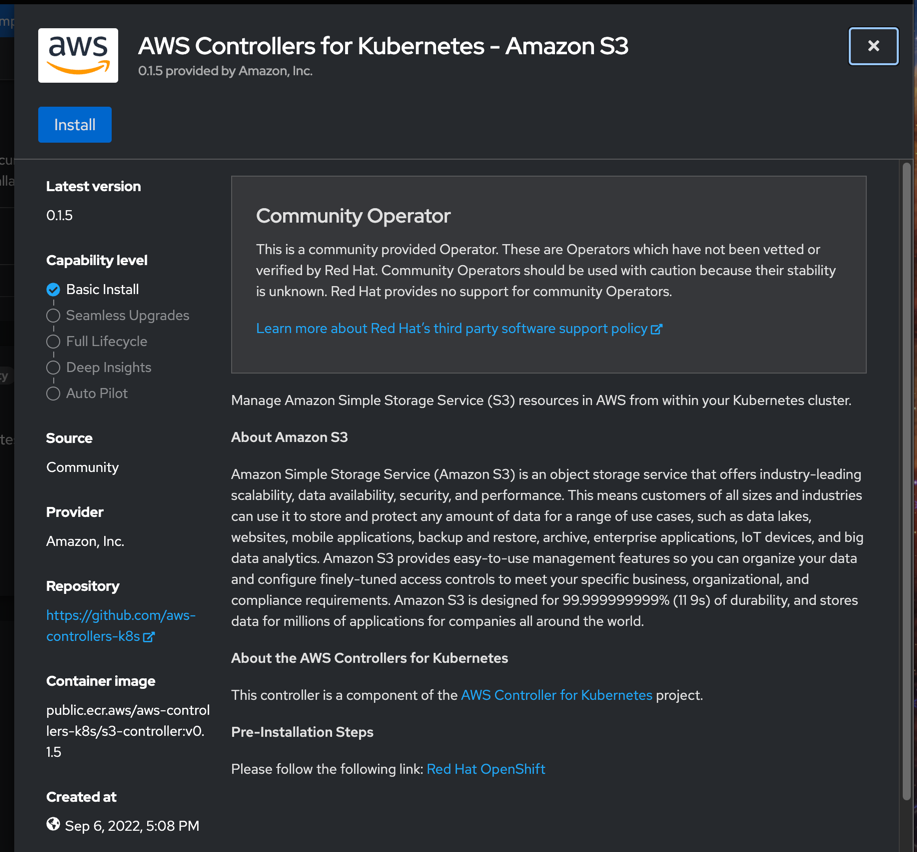 aws
AWS Controllers for Kubernetes - Amazon S3
0.1.5 provided by Amazon, Inc.
Install
Latest version
0.1.5
Capability level
Basic Install
Seamless Upgrades
Full Lifecycle
Deep Insights
Auto Pilot
Source
Community
Provider
Amazon, Inc.
Repository
https://github.com/aws-
controllers-k8s
Container image
public.ecr.aws/aws-control
lers-k8s/s3-controller:v0.
1.5
Created at
Sep 6, 2022, 5:08 PM
Community Operator
This is a community provided Operator. These are Operators which have not been vetted or
verified by Red Hat. Community Operators should be used with caution because their stability
is unknown. Red Hat provides no support for community Operators.
Learn more about Red Hat's third party software support policy
Manage Amazon Simple Storage Service (S3) resources in AWS from within your Kubernetes cluster.
About Amazon S3
Amazon Simple Storage Service (Amazon S3) is an object storage service that offers industry-leading
scalability, data availability, security, and performance. This means customers of all sizes and industries
can use it to store and protect any amount of data for a range of use cases, such as data lakes,
websites, mobile applications, backup and restore, archive, enterprise applications, IoT devices, and big
data analytics. Amazon S3 provides easy-to-use management features so you can organize your data
and configure finely-tuned access controls to meet your specific business, organizational, and
compliance requirements. Amazon S3 is designed for 99.999999999% (11 9s) of durability, and stores
data for millions of applications for companies all around the world.
About the AWS Controllers for Kubernetes
This controller is a component of the AWS Controller for Kubernetes project.
Pre-Installation Steps
Please follow the following link: Red Hat OpenShift